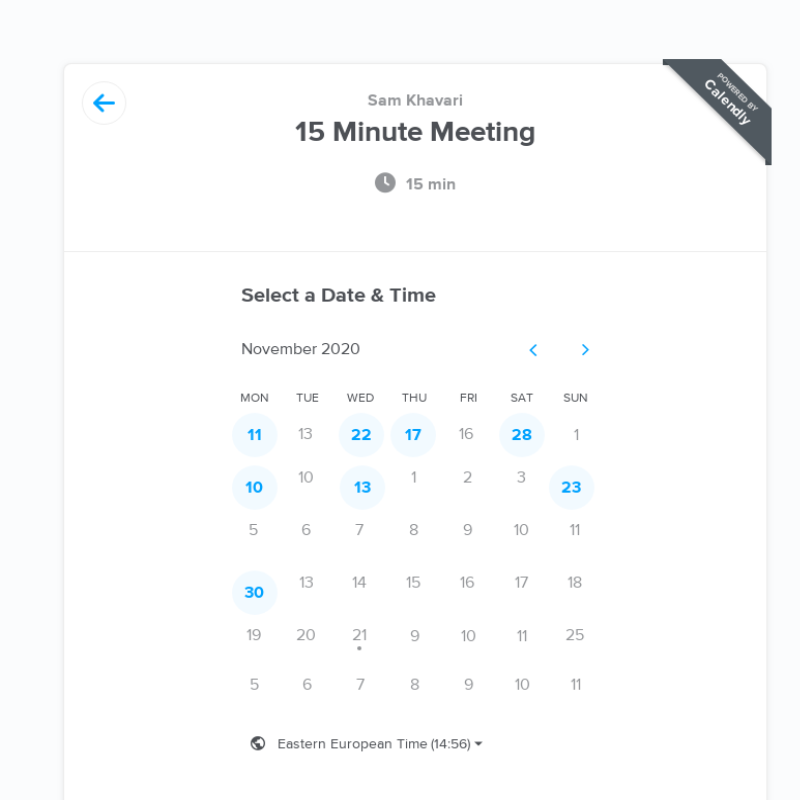 Sam Khavari
POWERED BY
Calendly
15 Minute Meeting
15 min
Select a Date & Time
November 2020
MON TUE WED THU FRI SAT SUN
11 13 22 17 16 28 1
10 10 13 1 2 3 23
5 6 7 8 9 10 11
30 13 14 15 16 17 18
19 20 21 9 10 11 25
5 6 7 8 9 10 11
Eastern European Time (14:56)